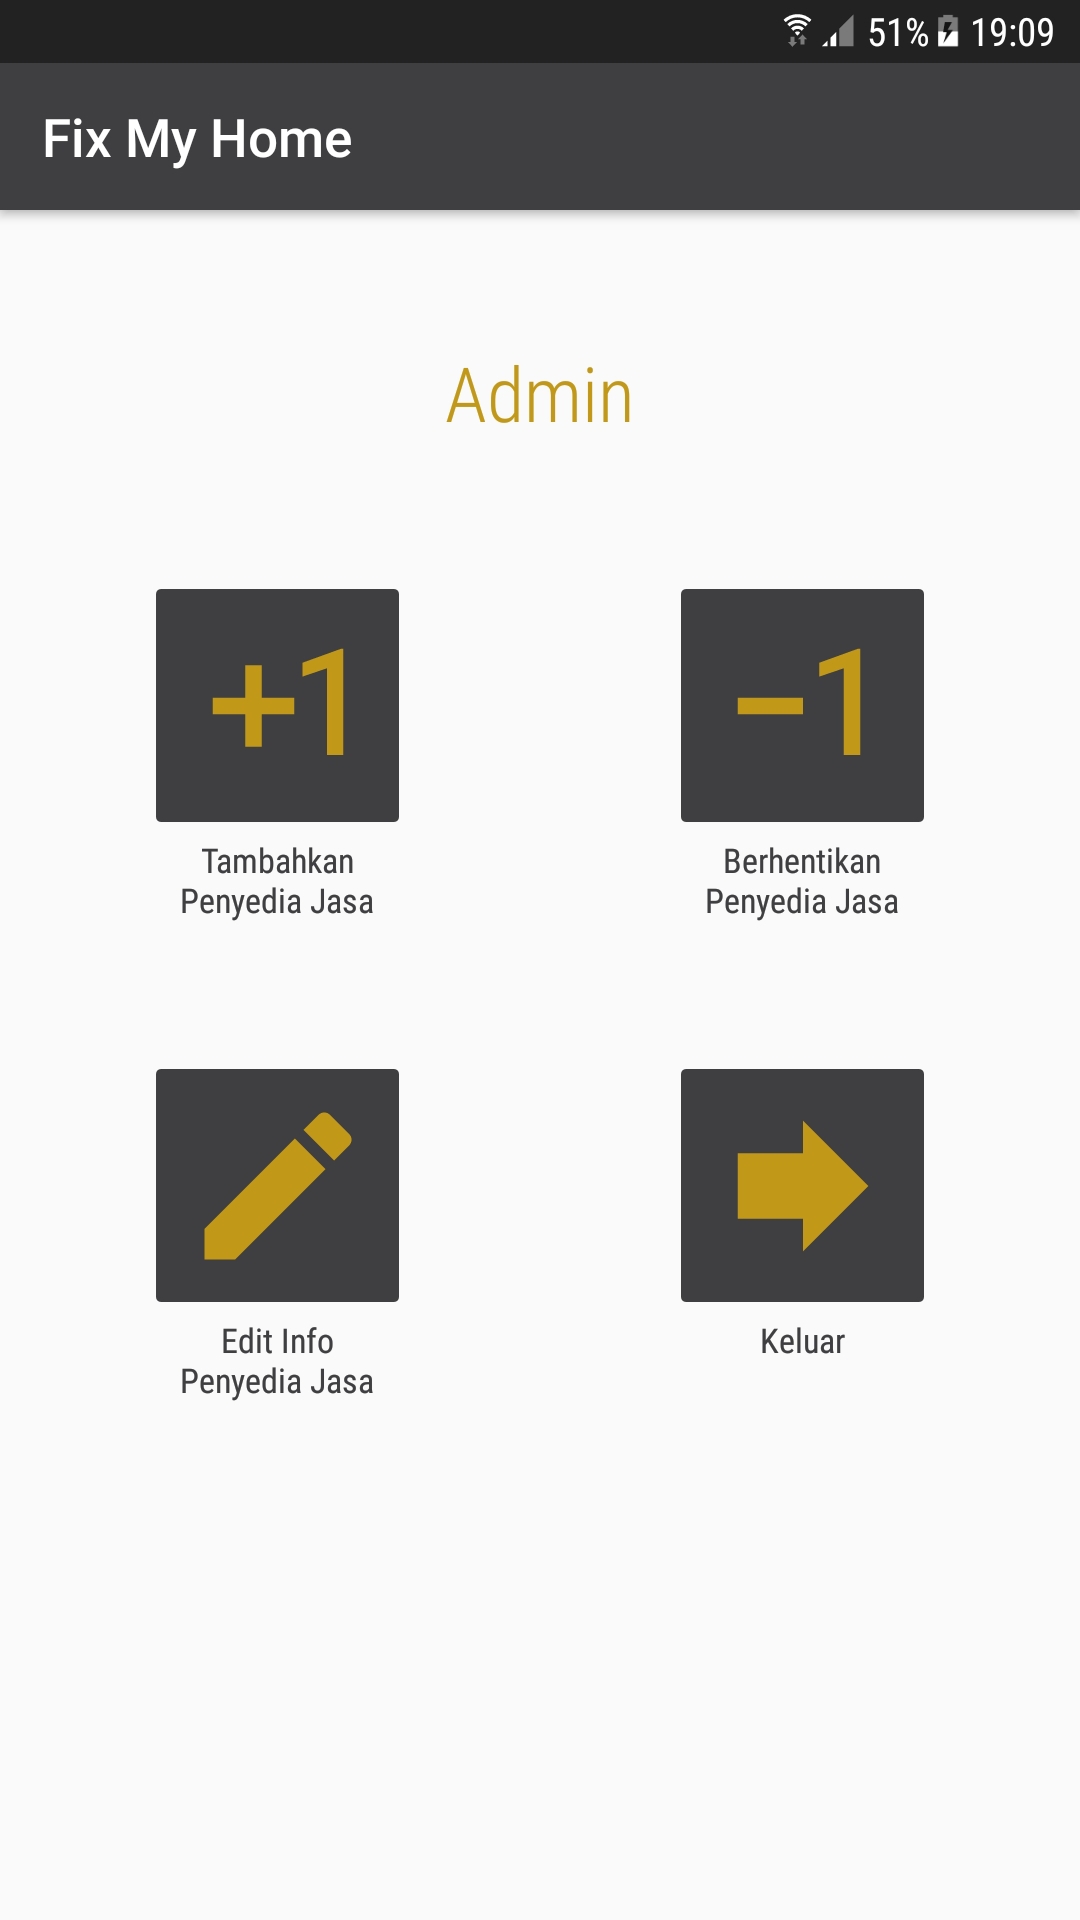 51% 19:09
Fix My Home
Admin
+1
−1
Tambahkan
Penyedia Jasa
Berhentikan
Penyedia Jasa
Edit Info
Penyedia Jasa
Keluar